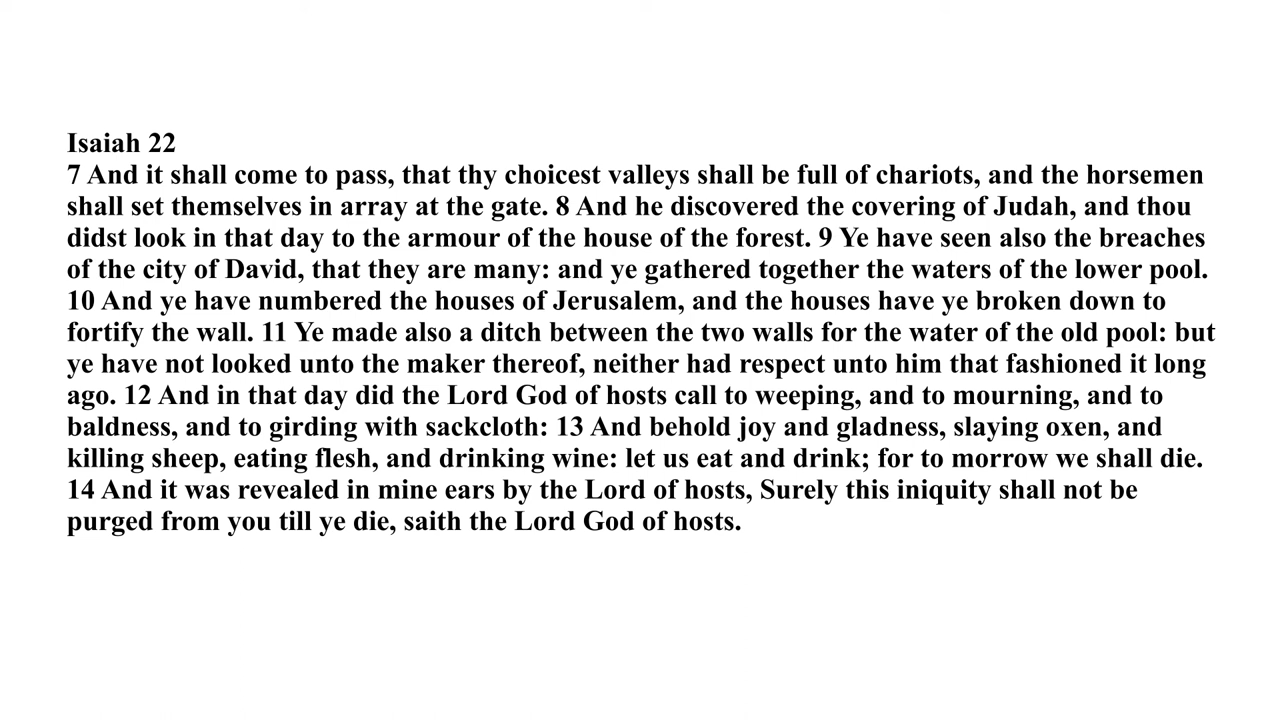 Isaiah 22
7 And it shall come to pass, that thy choicest valleys shall be full of chariots, and the horsemen
shall set themselves in array at the gate. 8 And he discovered the covering of Judah, and thou
didst look in that day to the armour of the house of the forest. 9 Ye have seen also the breaches
of the city of David, that they are many: and ye gathered together the waters of the lower pool.
10 And ye have numbered the houses of Jerusalem, and the houses have ye broken down to
fortify the wall. 11 Ye made also a ditch between the two walls for the water of the old pool: but
ye have not looked unto the maker thereof, neither had respect unto him that fashioned it long
ago. 12 And in that day did the Lord God of hosts call to weeping, and to mourning, and to
baldness, and to girding with sackcloth: 13 And behold joy and gladness, slaying oxen, and
killing sheep, eating flesh, and drinking wine: let us eat and drink; for to morrow we shall die.
14 And it was revealed in mine ears by the Lord of hosts, Surely this iniquity shall not be
purged from you till ye die, saith the Lord God of hosts.